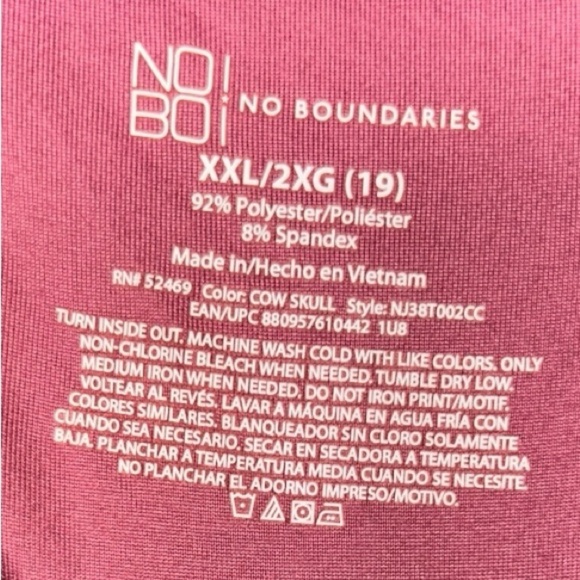 NO!
BO¡ NO BOUNDARIES
XXL/2XG (19)
92% Polyester/Poliéster
8% Spandex
Made in/Hecho en Vietnam
RN# 52469 Color: COW SKULL Style: NJ38T002CC
EAN/UPC 880957610442 1U8
TURN INSIDE OUT. MACHINE WASH COLD WITH LIKE COLORS. ONLY
NON-CHLORINE BLEACH WHEN NEEDED. TUMBLE DRY LOW.
MEDIUM IRON WHEN NEEDED. DO NOT IRON PRINT/MOTIF.
VOLTEAR AL REVÉS. LAVAR A MÁQUINA EN AGUA FRÍA CON
COLORES SIMILARES. BLANQUEADOR SIN CLORO SOLAMENTE
CUANDO SEA NECESARIO. SECAR EN SECADORA A TEMPERATURA
BAJA. PLANCHAR A TEMPERATURA MEDIA CUANDO SE NECESITE.
NO PLANCHAR EL ADORNO IMPRESO/MOTIVO.